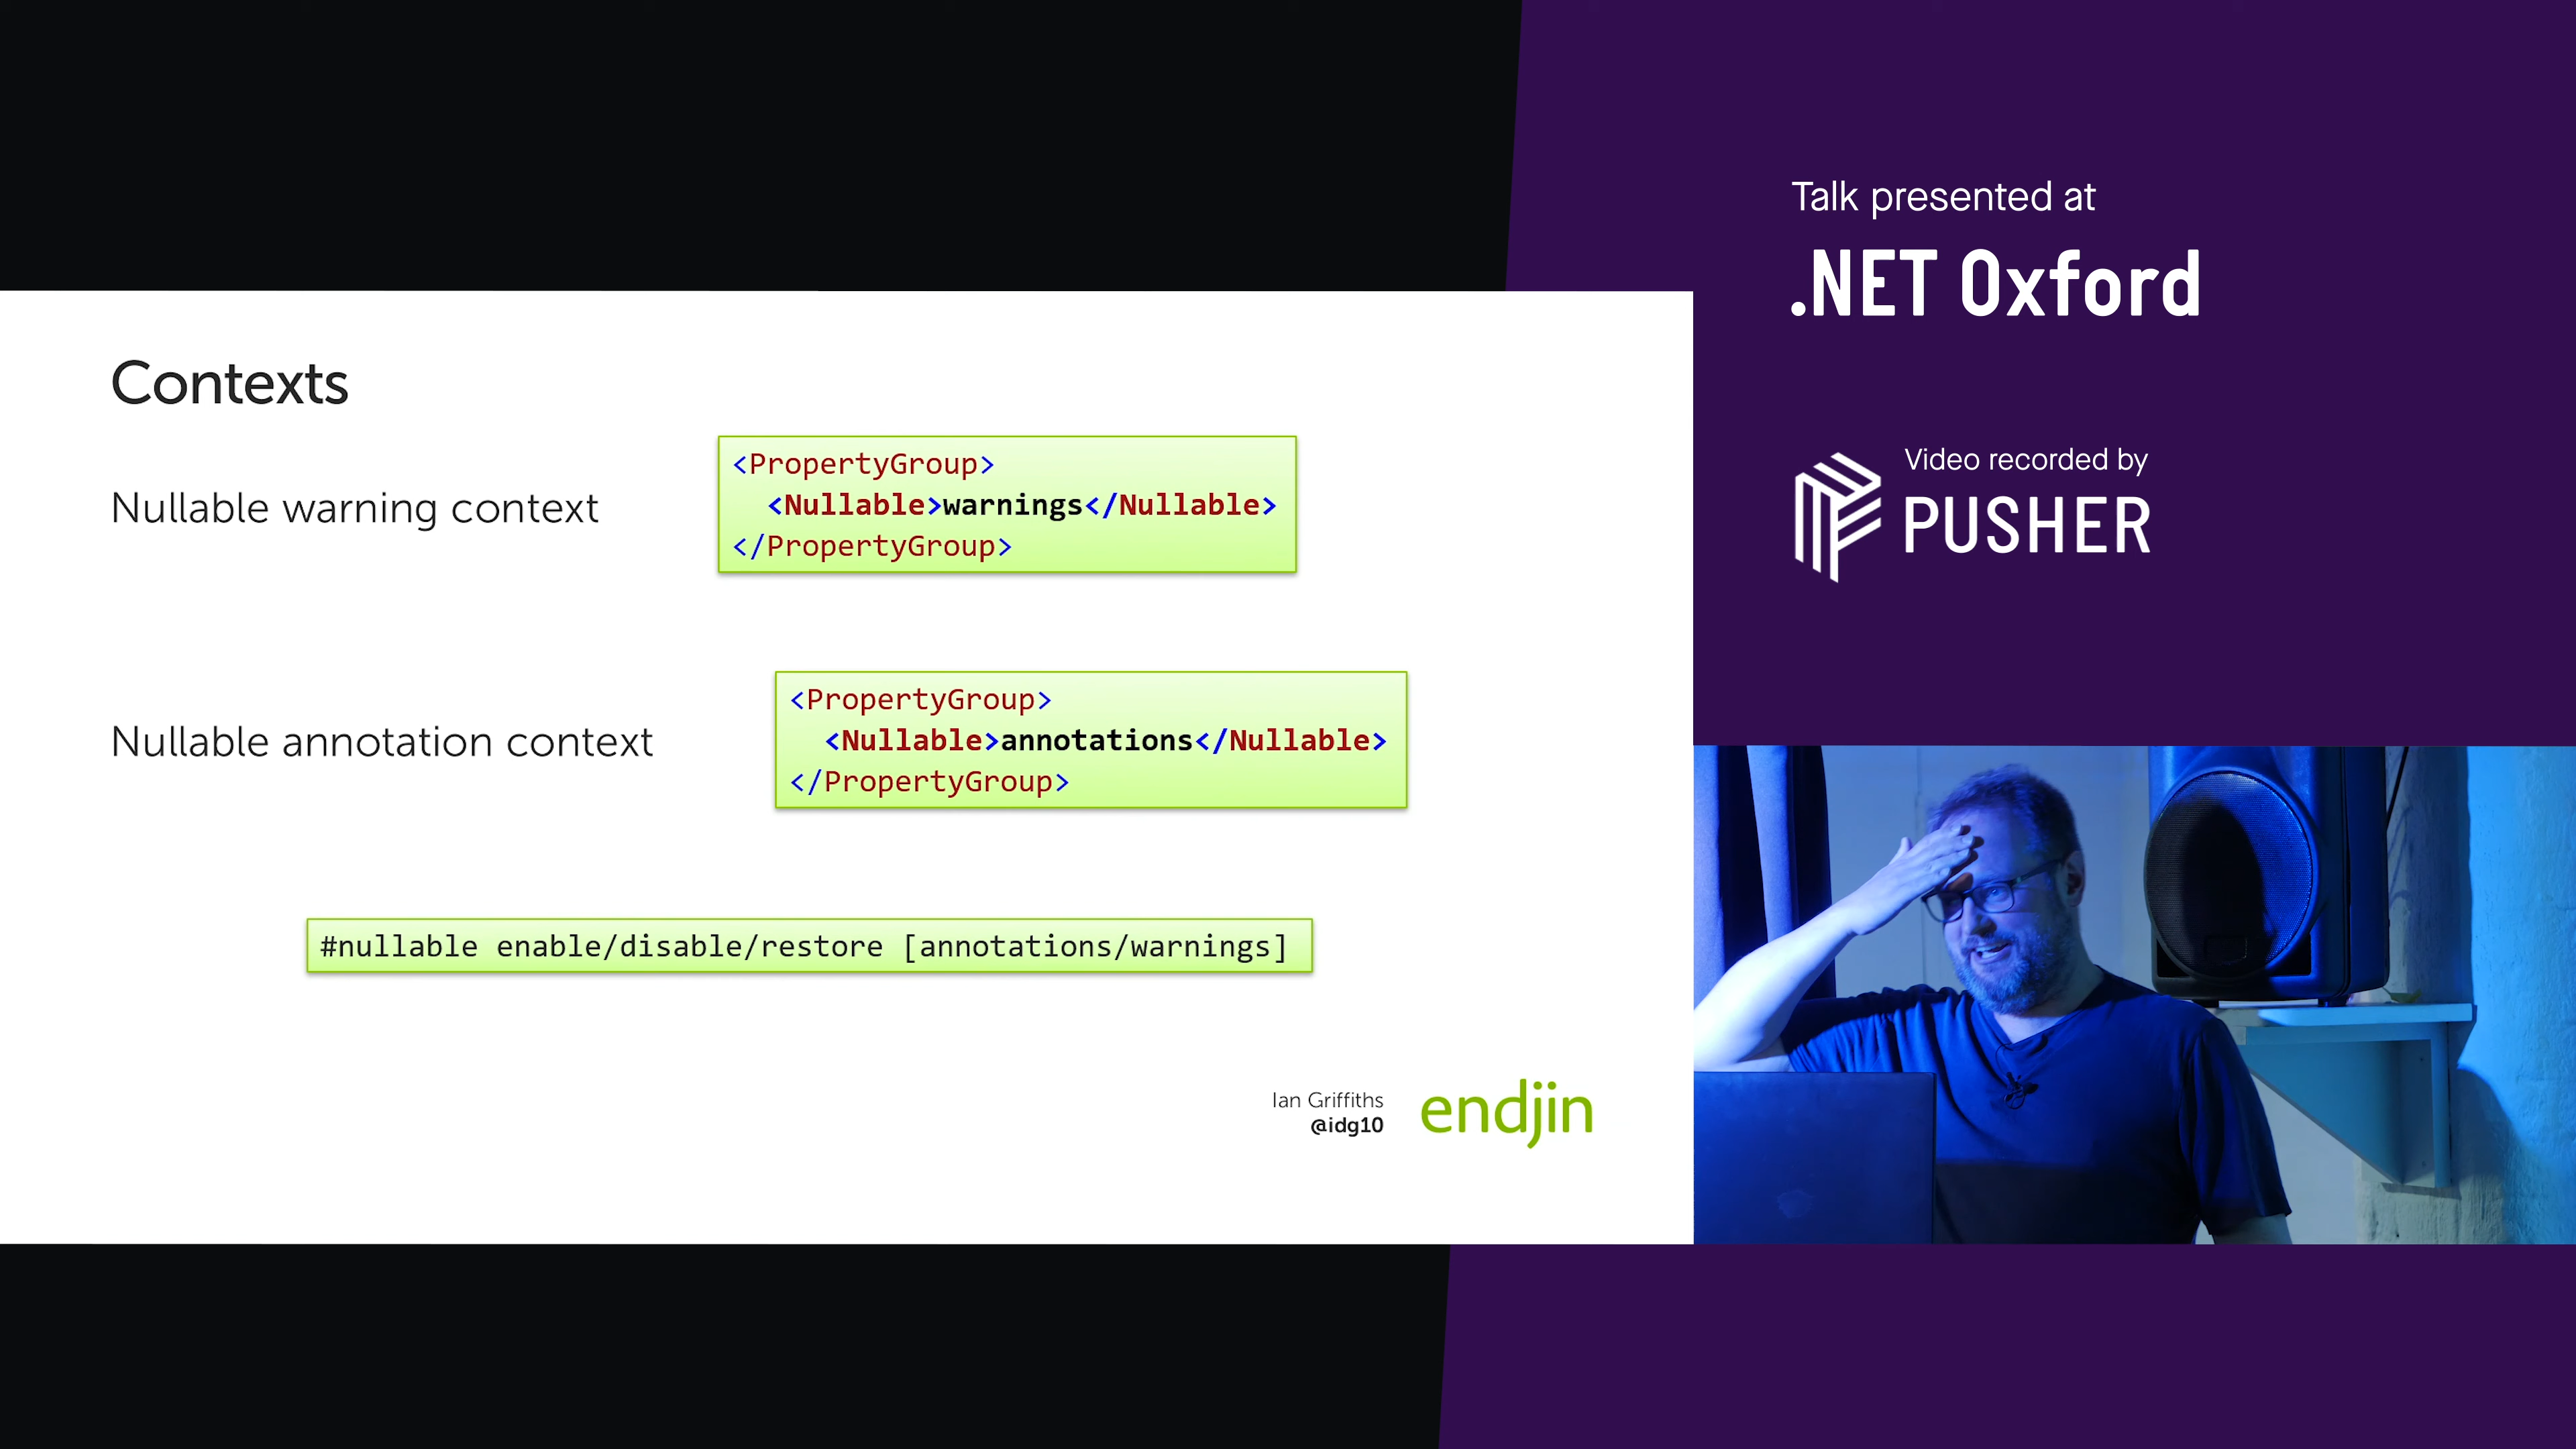 Talk presented at
.NET Oxford
Video recorded by
PUSHER
Contexts
Nullable warning context
<PropertyGroup>
<Nullable>warnings</Nullable>
</PropertyGroup>
Nullable annotation context
<PropertyGroup>
<Nullable>annotations</Nullable>
</PropertyGroup>
#nullable enable/disable/restore [annotations/warnings]
Ian Griffiths
@idg10
endjin